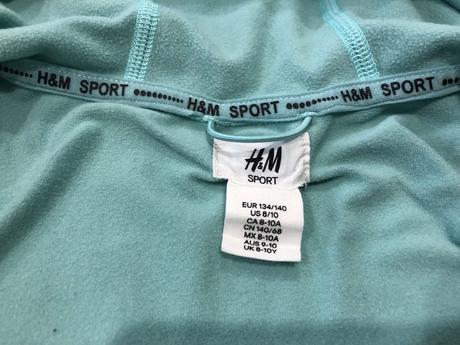 H&M SPORT H&M SPORT H&M SPORT
H&M
SPORT
EUR 134/140
US 8/10
CA 8-10A
CN 140/68
MX 8-10A
AUS 9-10
UK 8-10Y